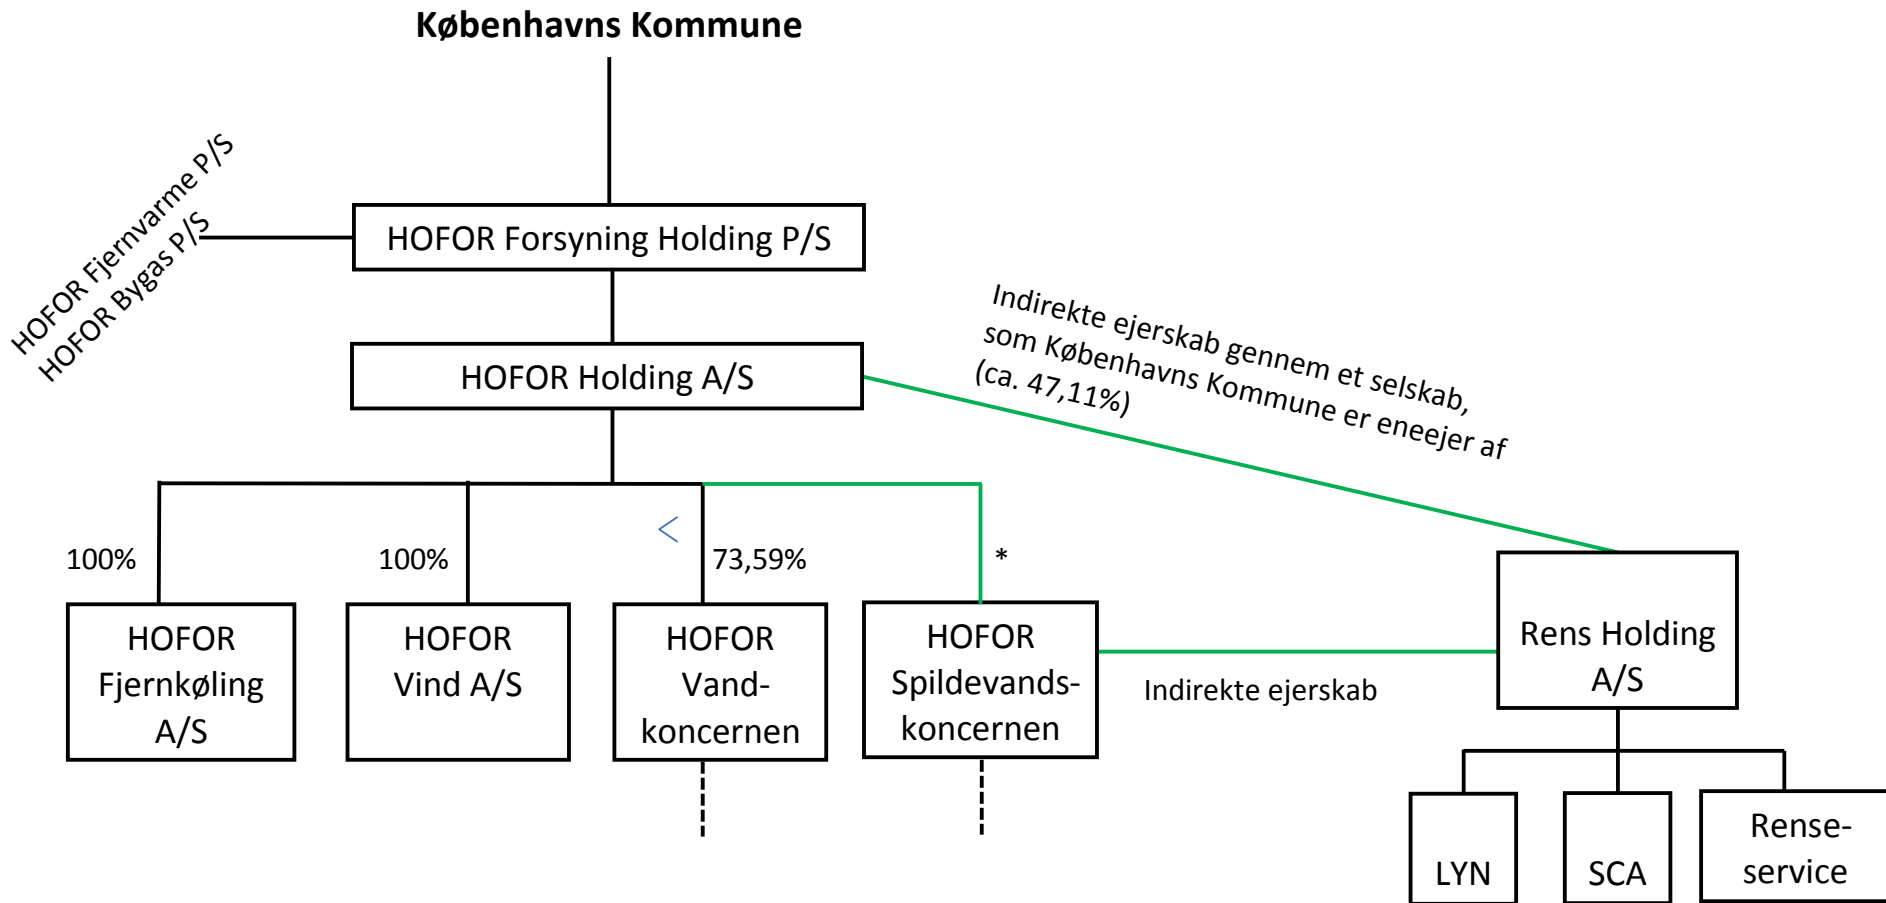 Københavns Kommune
HOFOR Fjernvarme P/S
HOFOR Bygas P/S
HOFOR Forsyning Holding P/S
HOFOR Holding A/S
Indirekte ejerskab gennem et selskab,
som Københavns Kommune er eneejer af
(ca. 47,11%)
100%
100%
73,59%
*
HOFOR
Fjernkøling
A/S
HOFOR
Vind A/S
HOFOR
Vand-
koncernen
HOFOR
Spildevands-
koncernen
Indirekte ejerskab
Rens Holding
A/S
LYN
SCA
Rense-
service